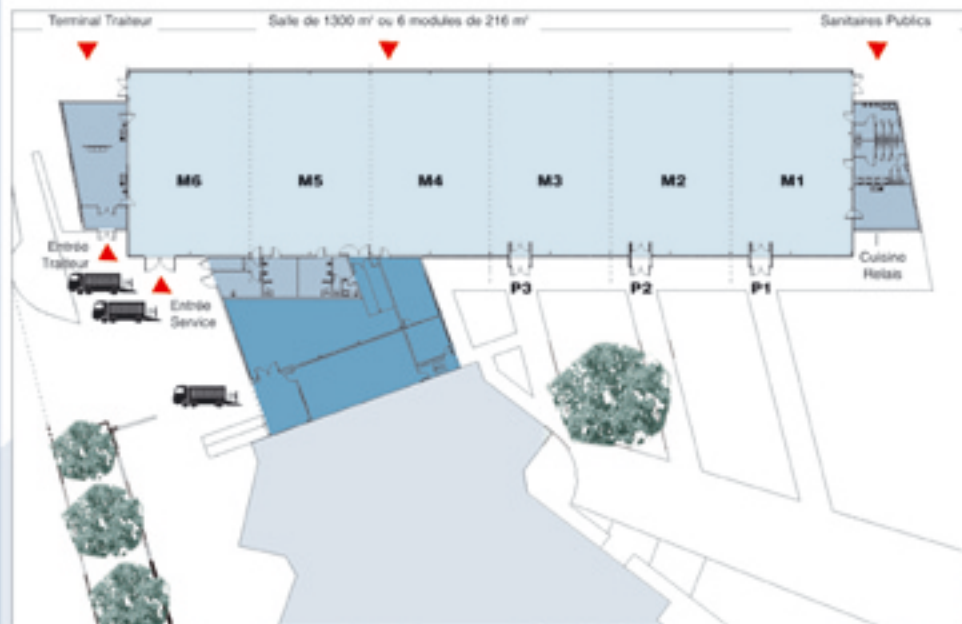 Terminal Traiteur
Salle de 1300 m² ou 6 modules de 216 m²
Sanitaires Publics
M6
M5
M4
M3
M2
M1
Entrée
Traiteur
Entrée
Service
P3
P2
P1
Cuisine
Relais